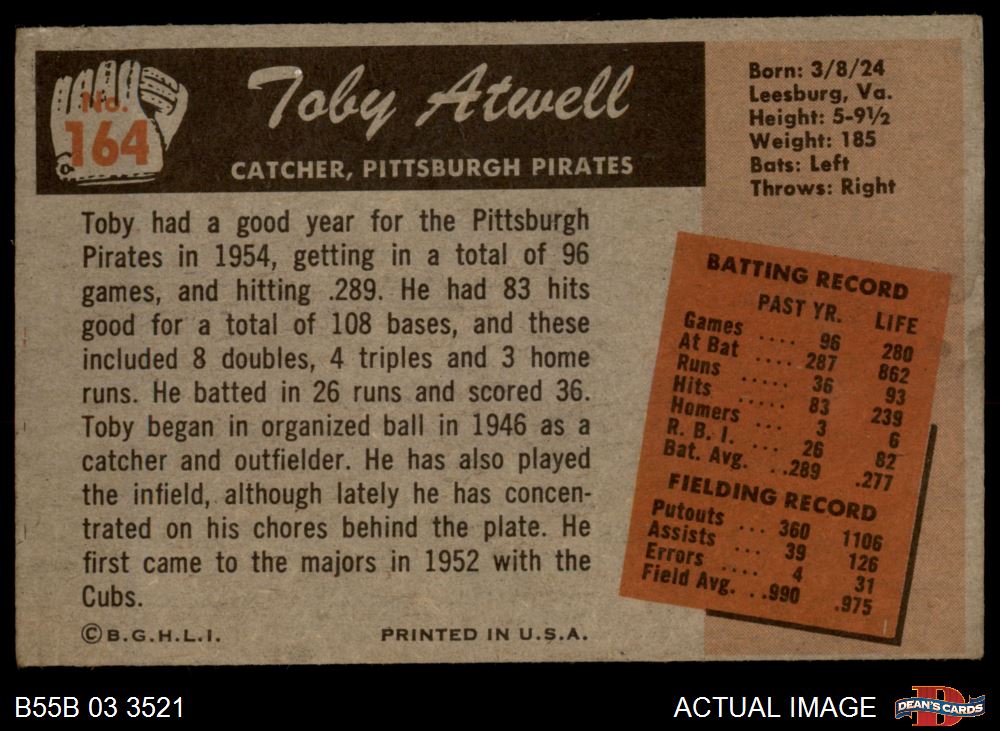 No.
164
Toby Atwell
CATCHER, PITTSBURGH PIRATES
Born: 3/8/24
Leesburg, Va.
Height: 5-9½
Weight: 185
Bats: Left
Throws: Right
Toby had a good year for the Pittsburgh
Pirates in 1954, getting in a total of 96
games, and hitting .289. He had 83 hits
good for a total of 108 bases, and these
included 8 doubles, 4 triples and 3 home
runs. He batted in 26 runs and scored 36.
Toby began in organized ball in 1946 as a
catcher and outfielder. He has also played
the infield, although lately he has concen-
trated on his chores behind the plate. He
first came to the majors in 1952 with the
Cubs.
©B.G.H.L.I. PRINTED IN U.S.A.
BATTING RECORD
PAST YR. LIFE
Games .... 96 280
At Bat .... 287 862
Runs ..... 36 93
Hits ..... 83 239
Homers ... 3 6
R. B. I. ... 26 82
Bat. Avg. ..289 .277
FIELDING RECORD
Putouts ... 360 1106
Assists ... 39 126
Errors .... 4 31
Field Avg. ..990 .975
B55B 03 3521
ACTUAL IMAGE
DEAN'S CARDS